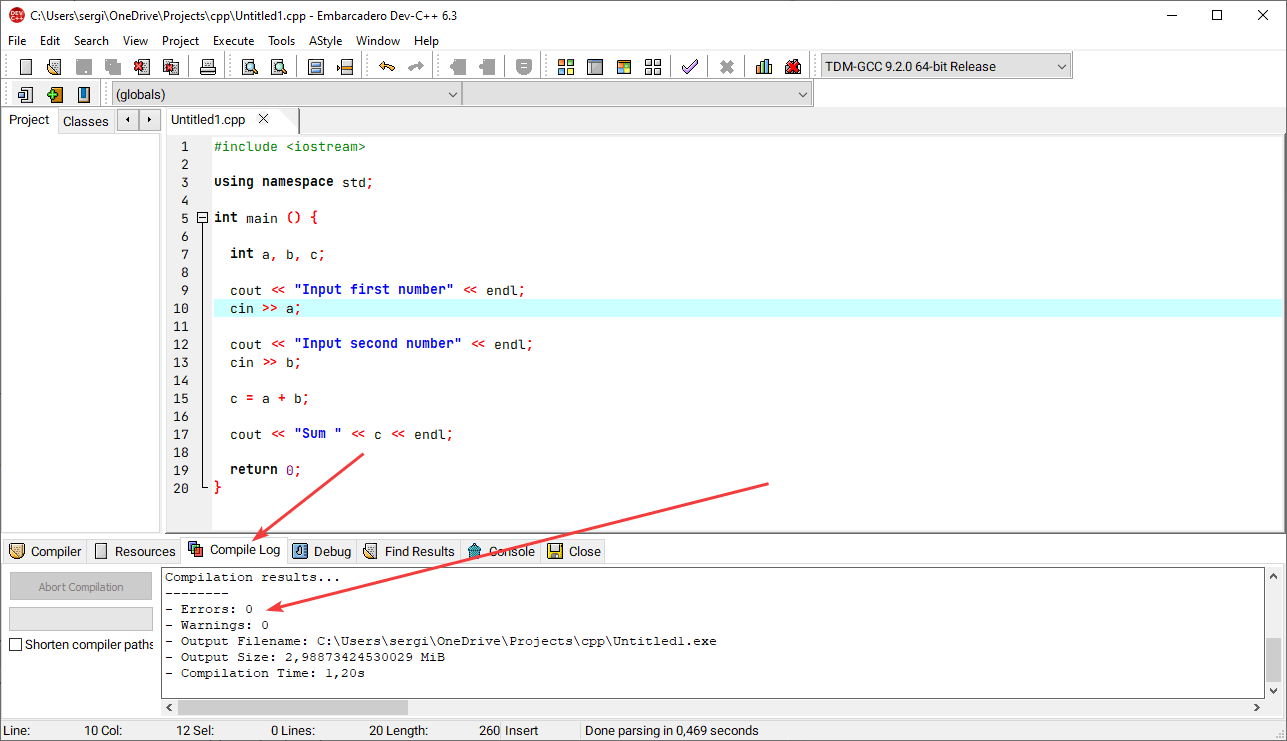 C:\Users\sergi\OneDrive\Projects\cpp\Untitled1.cpp - Embarcadero Dev-C++ 6.3
File Edit Search View Project Execute Tools AStyle Window Help
TDM-GCC 9.2.0 64-bit Release
(globals)
Project Classes Untitled1.cpp
1 #include <iostream>
2
3 using namespace std;
4
5 int main () {
6
7 int a, b, c;
8
9 cout << "Input first number" << endl;
10 cin >> a;
11
12 cout << "Input second number" << endl;
13 cin >> b;
14
15 c = a + b;
16
17 cout << "Sum " << c << endl;
18
19 return 0;
20 }
Compiler Resources Compile Log Debug Find Results Console Close
Abort Compilation
Shorten compiler paths
Compilation results...
--------
- Errors: 0
- Warnings: 0
- Output Filename: C:\Users\sergi\OneDrive\Projects\cpp\Untitled1.exe
- Output Size: 2,98873424530029 MiB
- Compilation Time: 1,20s
Line: 10 Col: 12 Sel: 0 Lines: 20 Length: 260 Insert Done parsing in 0,469 seconds